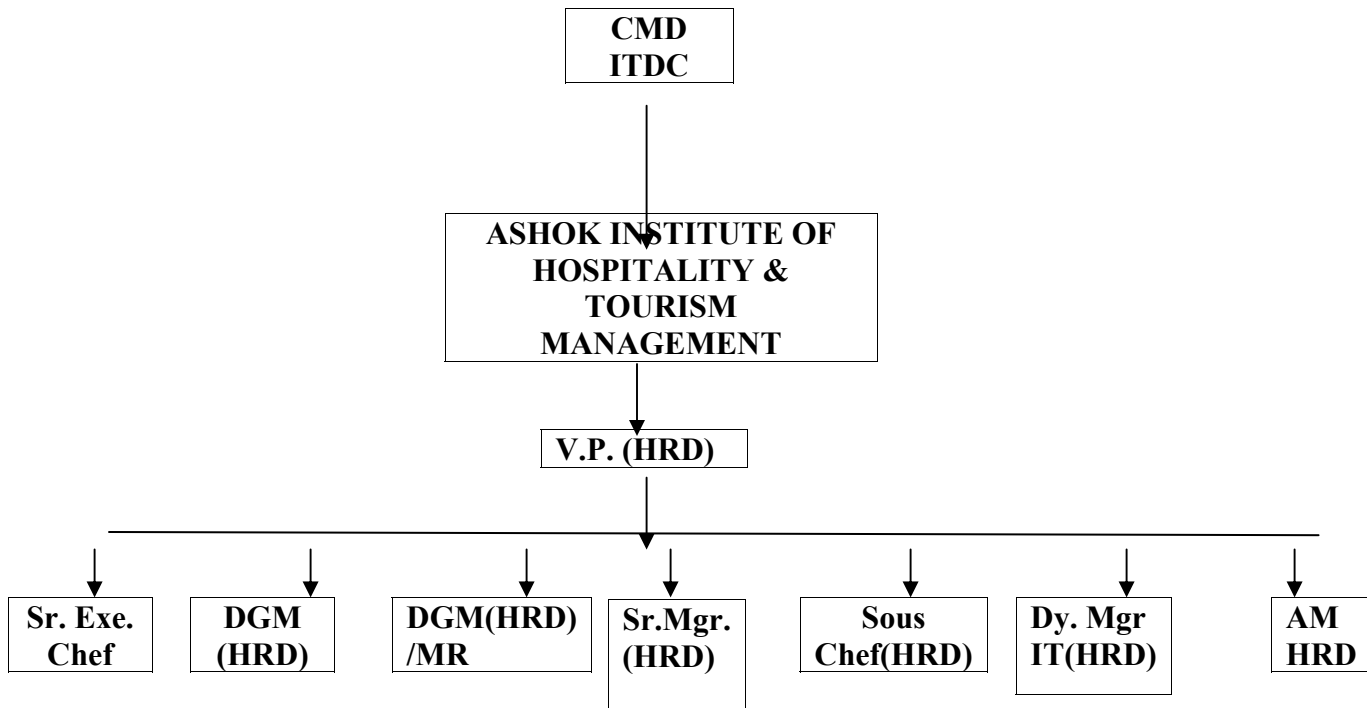 CMD
ITDC
ASHOK INSTITUTE OF
HOSPITALITY &
TOURISM
MANAGEMENT
V.P. (HRD)
Sr. Exe.
Chef
DGM
(HRD)
DGM(HRD)
/MR
Sr.Mgr.
(HRD)
Sous
Chef(HRD)
Dy. Mgr
IT(HRD)
AM
HRD